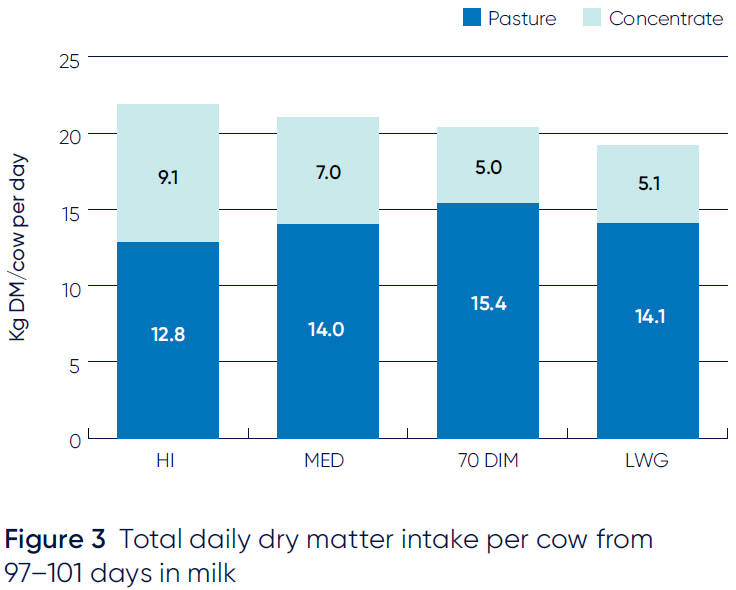 Pasture Concentrate
Kg DM/cow per day
25
20
15
10
5
0
9.1
7.0
5.0
5.1
12.8
14.0
15.4
14.1
HI MED 70 DIM LWG
Figure 3 Total daily dry matter intake per cow from
97–101 days in milk